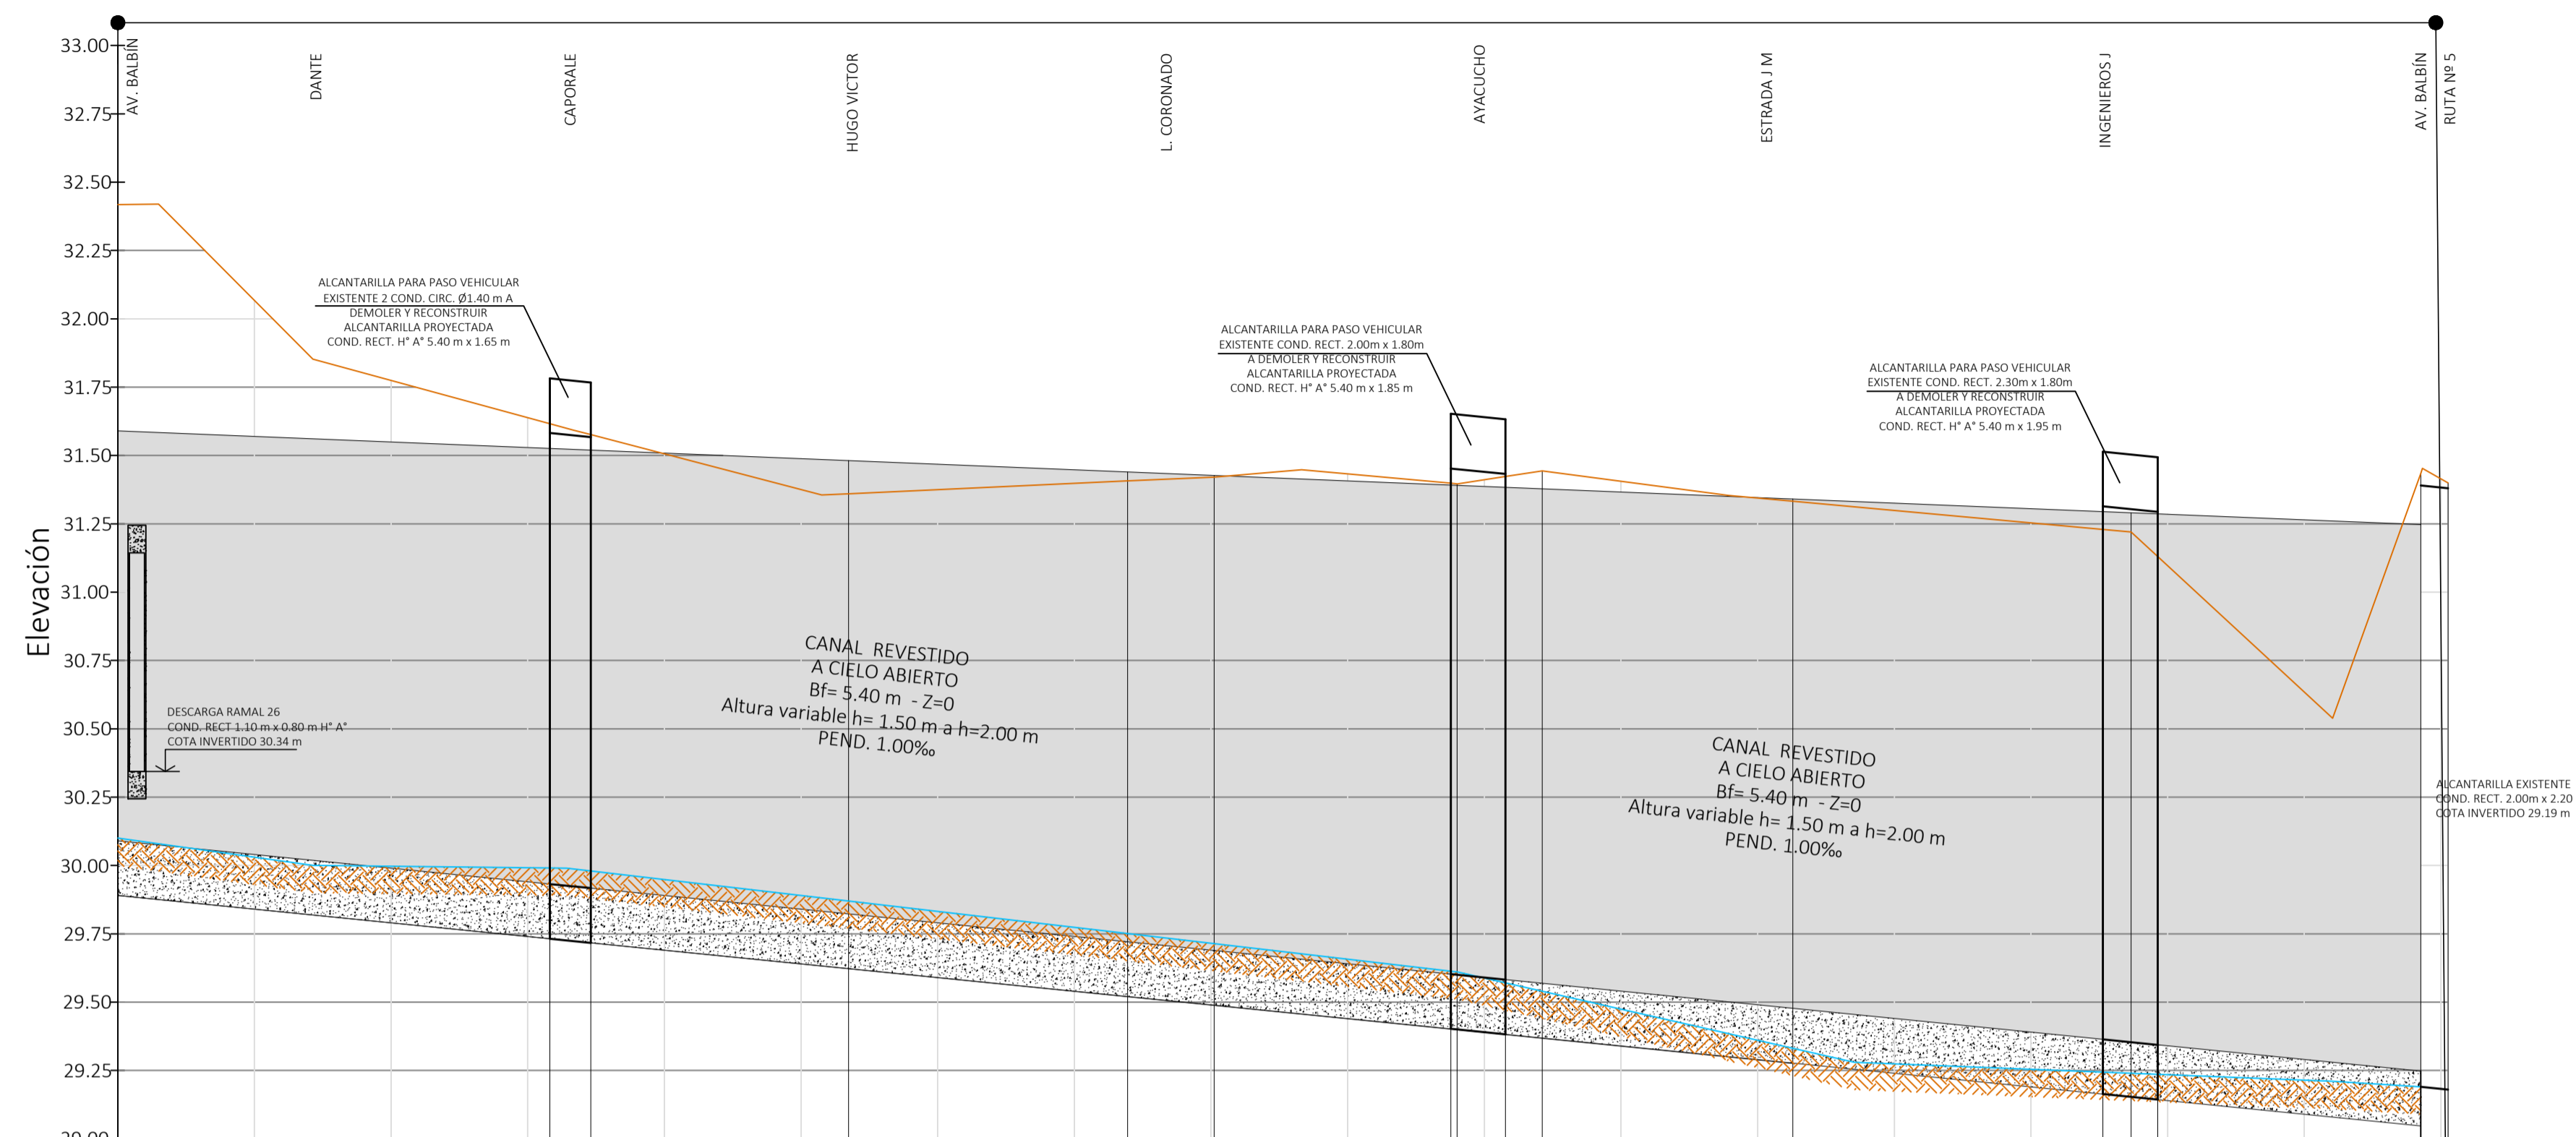 33.00
32.75
32.50
32.25
32.00
31.75
31.50
31.25
31.00
30.75
30.50
30.25
30.00
29.75
29.50
29.25
29.00
Elevación
AV. BALBÍN
DANTE
CAPORALE
HUGO VICTOR
L. CORONADO
AYACUCHO
ESTRADA J M
INGENIEROS J
AV. BALBÍN
RUTA Nº 5
ALCANTARILLA PARA PASO VEHICULAR
EXISTENTE 2 COND. CIRC. Ø1.40 m A
DEMOLER Y RECONSTRUIR
ALCANTARILLA PROYECTADA
COND. RECT. H° A° 5.40 m x 1.65 m
ALCANTARILLA PARA PASO VEHICULAR
EXISTENTE COND. RECT. 2.00m x 1.80m
A DEMOLER Y RECONSTRUIR
ALCANTARILLA PROYECTADA
COND. RECT. H° A° 5.40 m x 1.85 m
ALCANTARILLA PARA PASO VEHICULAR
EXISTENTE COND. RECT. 2.30m x 1.80m
A DEMOLER Y RECONSTRUIR
ALCANTARILLA PROYECTADA
COND. RECT. H° A° 5.40 m x 1.95 m
CANAL REVESTIDO
A CIELO ABIERTO
Bf= 5.40 m - Z=0
Altura variable h= 1.50 m a h=2.00 m
PEND. 1.00‰
DESCARGA RAMAL 26
COND. RECT 1.10 m x 0.80 m H° A°
COTA INVERTIDO 30.34 m
CANAL REVESTIDO
A CIELO ABIERTO
Bf= 5.40 m - Z=0
Altura variable h= 1.50 m a h=2.00 m
PEND. 1.00‰
ALCANTARILLA EXISTENTE
COND. RECT. 2.00m x 2.20
COTA INVERTIDO 29.19 m